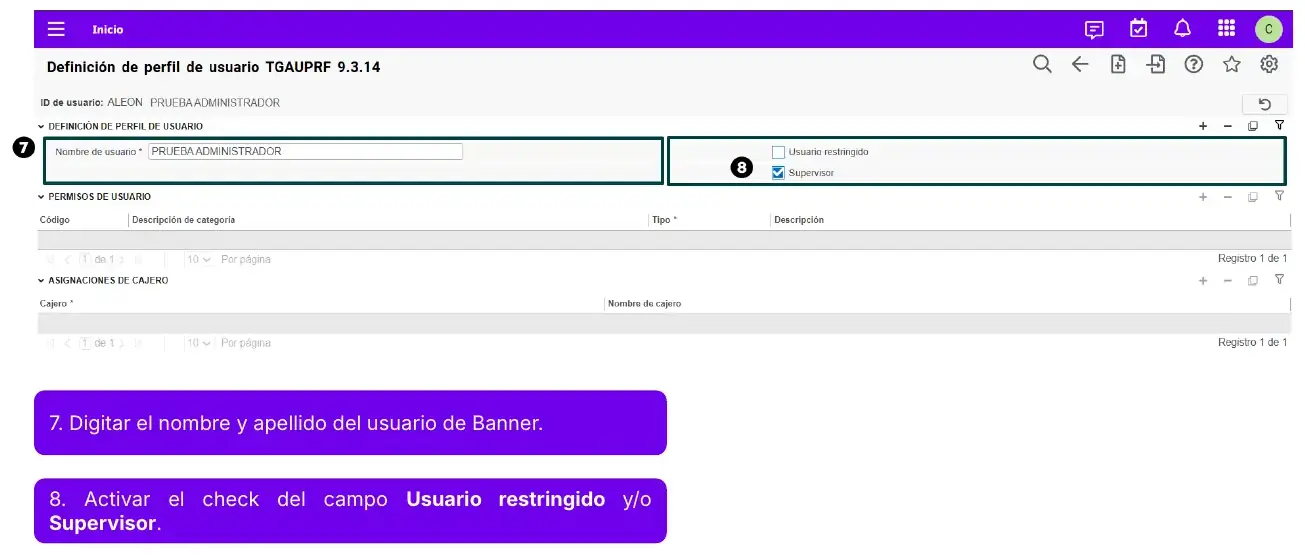 Inicio
C
Definición de perfil de usuario TGAUPRF 9.3.14
ID de usuario: ALEON PRUEBA ADMINISTRADOR
DEFINICIÓN DE PERFIL DE USUARIO
7
Nombre de usuario * PRUEBA ADMINISTRADOR
Usuario restringido
8
Supervisor
PERMISOS DE USUARIO
Código Descripción de categoría Tipo * Descripción
1 de 1 10 Por página Registro 1 de 1
ASIGNACIONES DE CAJERO
Cajero * Nombre de cajero
1 de 1 10 Por página Registro 1 de 1
7. Digitar el nombre y apellido del usuario de Banner.
8. Activar el check del campo Usuario restringido y/o
Supervisor.